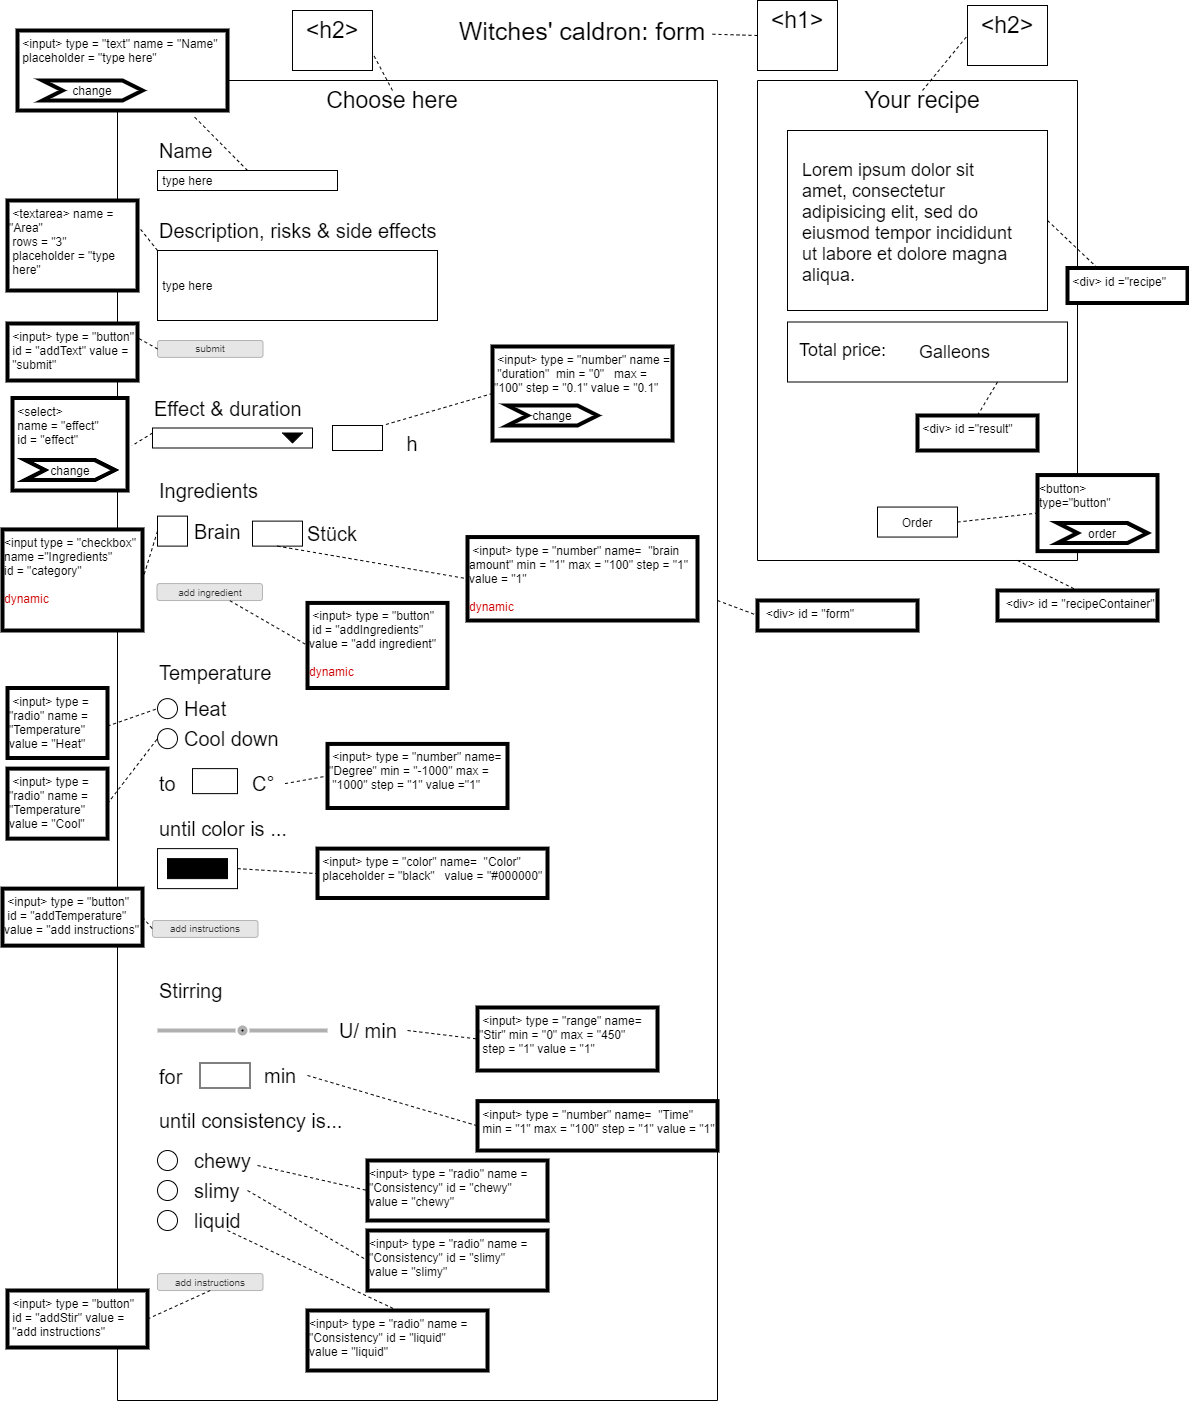 <h2>
Witches' caldron: form
<h1>
<h2>
<input> type = "text" name = "Name"
placeholder = "type here"
change
Choose here
Name
type here
<textarea> name =
"Area"
rows = "3"
placeholder = "type
here"
Description, risks & side effects
type here
<input> type = "button"
id = "addText" value =
"submit"
submit
<select>
name = "effect"
id = "effect"
change
Effect & duration
h
<input> type = "number" name =
"duration"  min = "0"   max =
"100" step = "0.1" value = "0.1"
change
Ingredients
Brain
Stück
<input type = "checkbox"
name ="Ingredients"
id = "category"
dynamic
<input> type = "number" name=  "brain
amount" min = "1" max = "100" step = "1"
value = "1"
dynamic
add ingredient
<input> type = "button"
id = "addIngredients"
value = "add ingredient"
dynamic
Temperature
<input> type =
"radio" name =
"Temperature"
value = "Heat"
Heat
Cool down
<input> type =
"radio" name =
"Temperature"
value = "Cool"
to
C°
<input> type = "number" name=
"Degree" min = "-1000" max =
"1000" step = "1" value ="1"
until color is ...
<input> type = "color" name=  "Color"
placeholder = "black"   value = "#000000"
<input> type = "button"
id = "addTemperature"
value = "add instructions"
add instructions
Stirring
U/ min
<input> type = "range" name=
"Stir" min = "0" max = "450"
step = "1" value = "1"
for
min
<input> type = "number" name=  "Time"
min = "1" max = "100" step = "1" value = "1"
until consistency is...
chewy
slimy
liquid
<input> type = "radio" name =
"Consistency" id = "chewy"
value = "chewy"
<input> type = "radio" name =
"Consistency" id = "slimy"
value = "slimy"
add instructions
<input> type = "button"
id = "addStir" value =
"add instructions"
<input> type = "radio" name =
"Consistency" id = "liquid"
value = "liquid"
Your recipe
Lorem ipsum dolor sit
amet, consectetur
adipisicing elit, sed do
eiusmod tempor incididunt
ut labore et dolore magna
aliqua.
<div> id ="recipe"
Total price:
Galleons
<div> id ="result"
Order
<button>
type="button"
order
<div> id = "recipeContainer"
<div> id = "form"